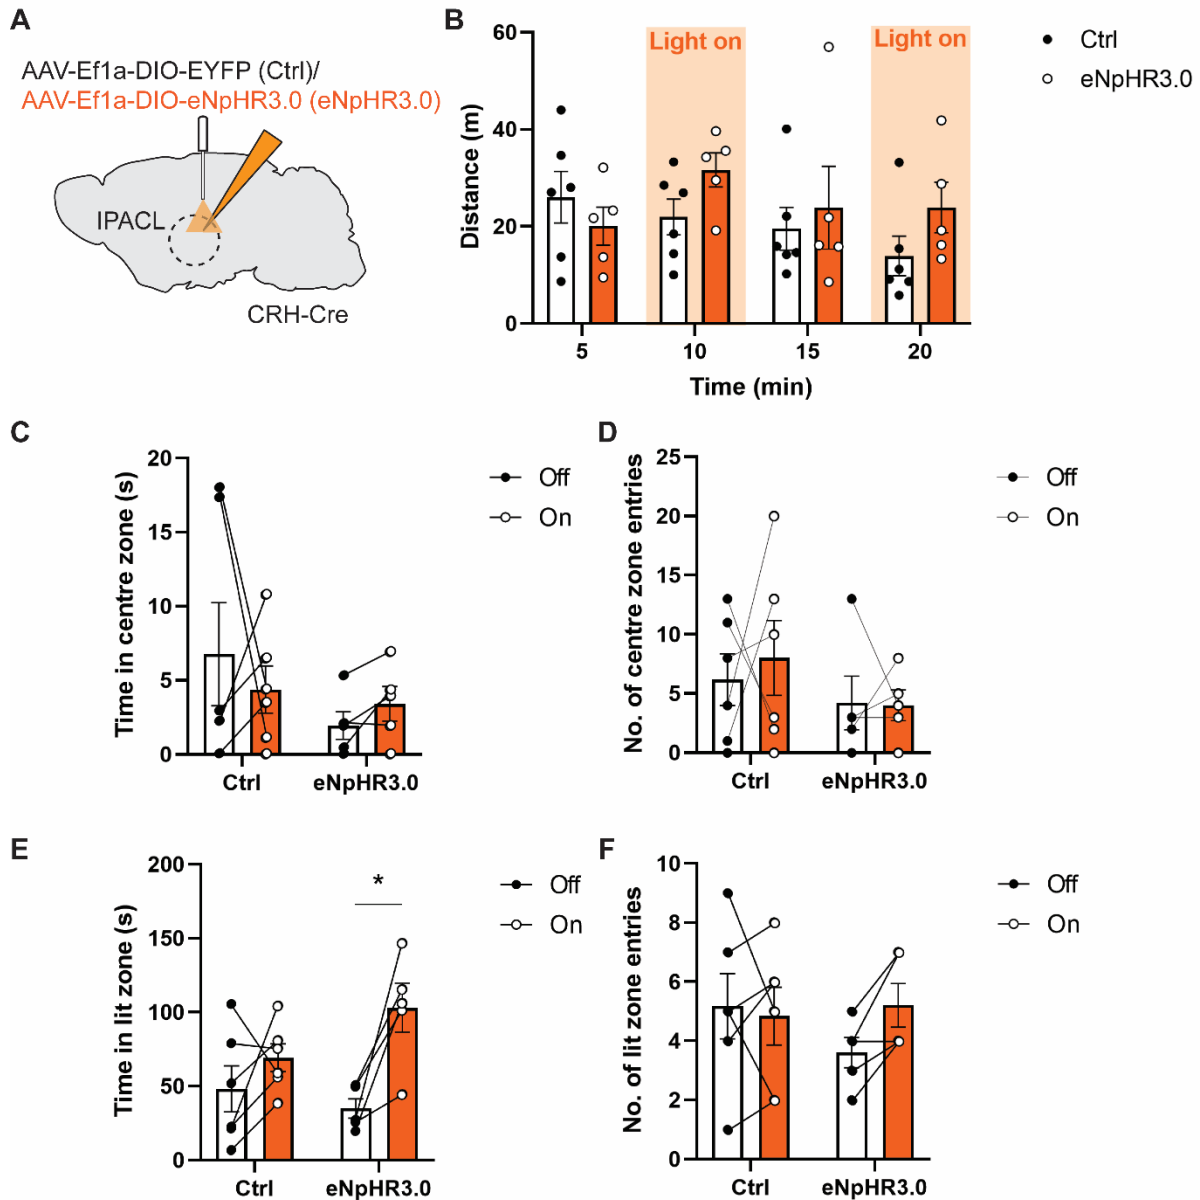 A
AAV-Ef1a-DIO-EYFP (Ctrl)/
AAV-Ef1a-DIO-eNpHR3.0 (eNpHR3.0)
IPACL
CRH-Cre
B
Distance (m)
60
40
20
0
Light on
Light on
5
10
15
20
Time (min)
Ctrl
eNpHR3.0
C
Time in centre zone (s)
20
15
10
5
0
Ctrl
eNpHR3.0
Off
On
D
No. of centre zone entries
25
20
15
10
5
0
Ctrl
eNpHR3.0
Off
On
E
Time in lit zone (s)
200
150
100
50
0
*
Ctrl
eNpHR3.0
Off
On
F
No. of lit zone entries
10
8
6
4
2
0
Ctrl
eNpHR3.0
Off
On